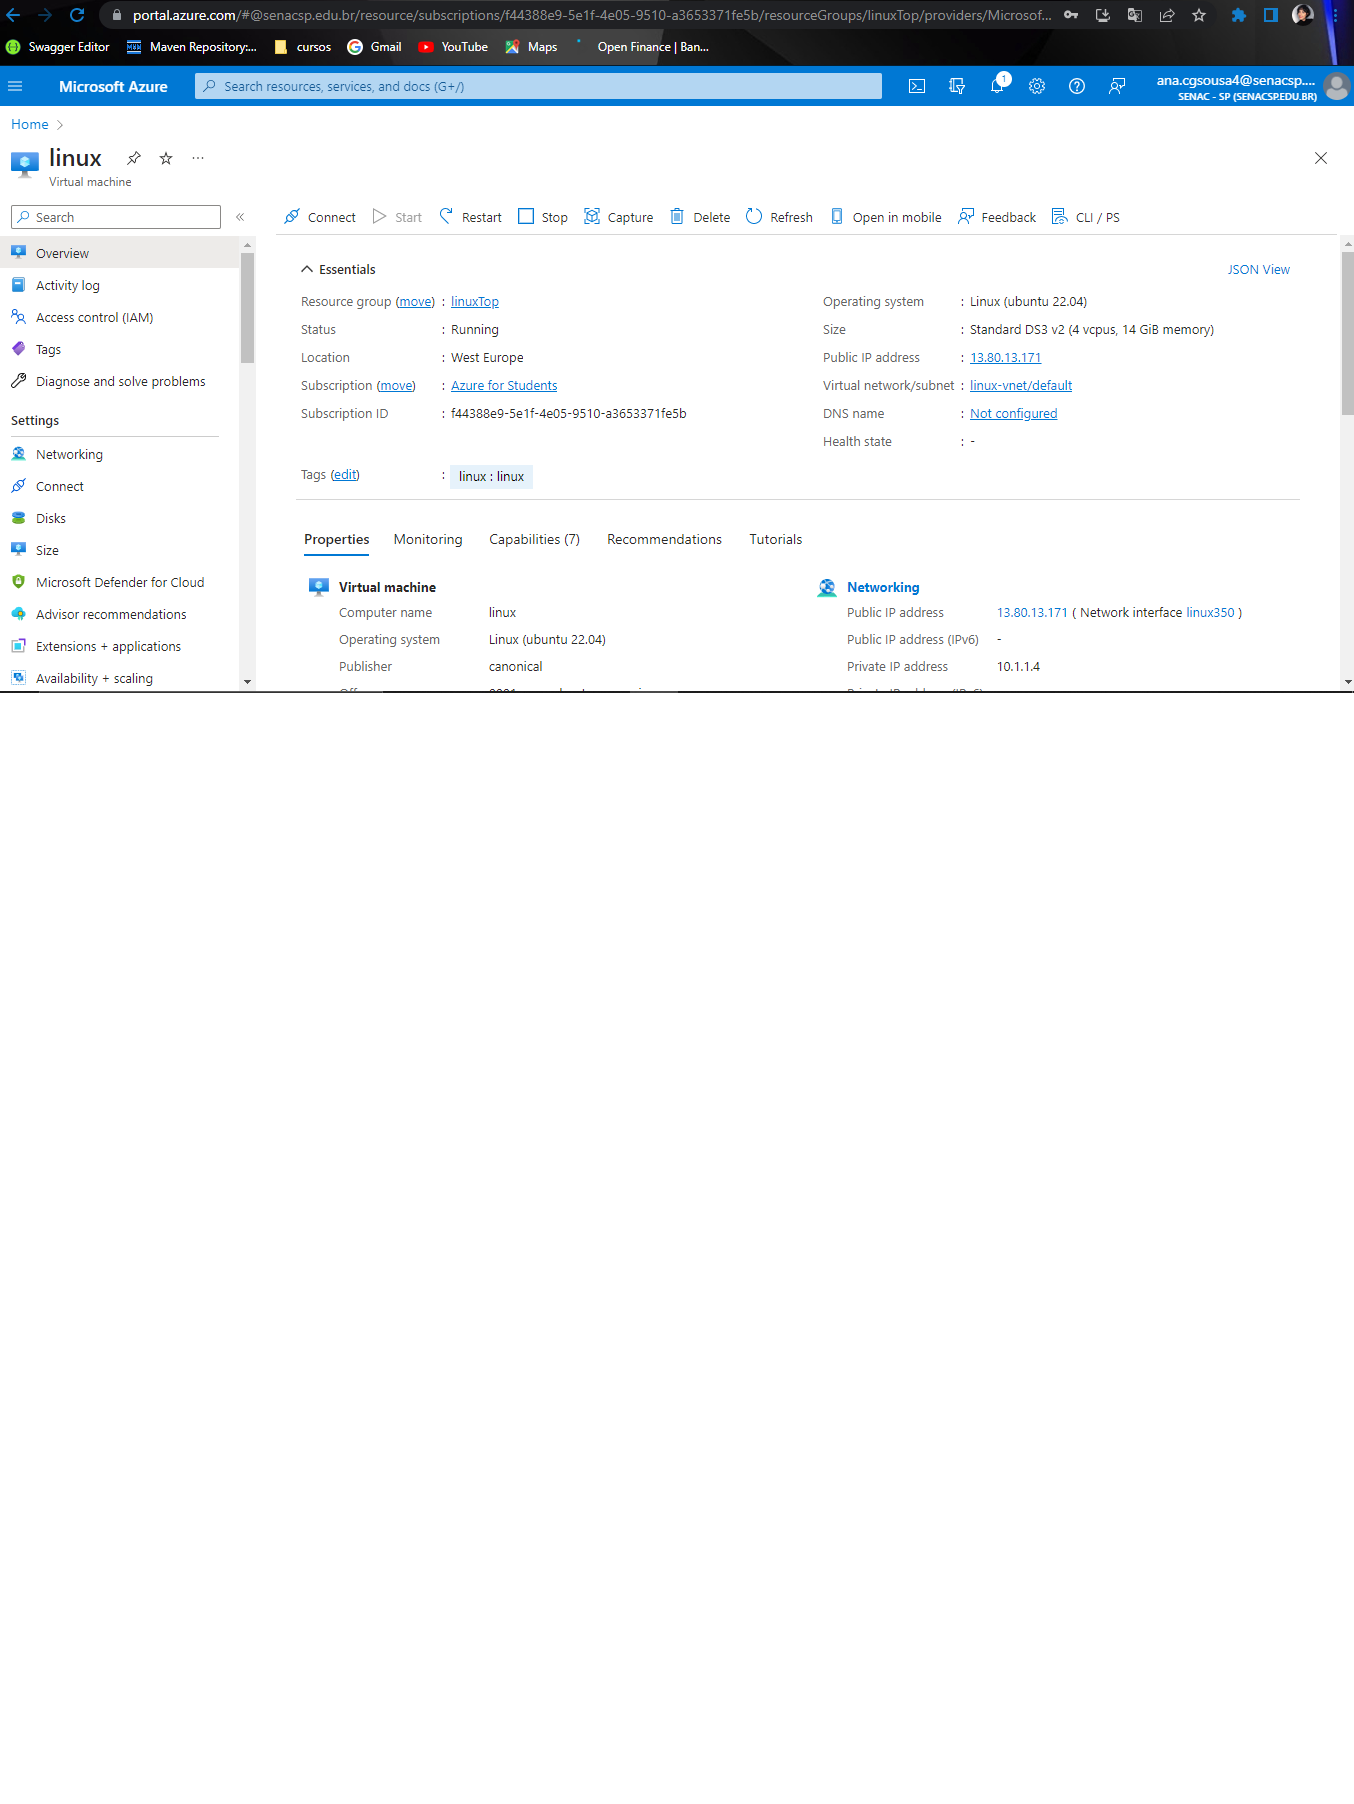 portal.azure.com/#@senacsp.edu.br/resource/subscriptions/f44388e9-5e1f-4e05-9510-a3653371fe5b/resourceGroups/linuxTop/providers/Microsof...
Swagger Editor Maven Repository:... cursos Gmail YouTube Maps Open Finance | Ban...
Microsoft Azure Search resources, services, and docs (G+/) 1 ana.cgsousa4@senacsp....
SENAC - SP (SENACSP.EDU.BR)
Home
linux ...
Virtual machine
Search « Connect Start Restart Stop Capture Delete Refresh Open in mobile Feedback CLI / PS
Overview
Activity log
Access control (IAM)
Tags
Diagnose and solve problems
Settings
Networking
Connect
Disks
Size
Microsoft Defender for Cloud
Advisor recommendations
Extensions + applications
Availability + scaling
Essentials JSON View
Resource group (move) : linuxTop
Status : Running
Location : West Europe
Subscription (move) : Azure for Students
Subscription ID : f44388e9-5e1f-4e05-9510-a3653371fe5b
Operating system : Linux (ubuntu 22.04)
Size : Standard DS3 v2 (4 vcpus, 14 GiB memory)
Public IP address : 13.80.13.171
Virtual network/subnet : linux-vnet/default
DNS name : Not configured
Health state : -
Tags (edit) : linux : linux
Properties Monitoring Capabilities (7) Recommendations Tutorials
Virtual machine
Computer name linux
Operating system Linux (ubuntu 22.04)
Publisher canonical
Networking
Public IP address 13.80.13.171 ( Network interface linux350 )
Public IP address (IPv6) -
Private IP address 10.1.1.4